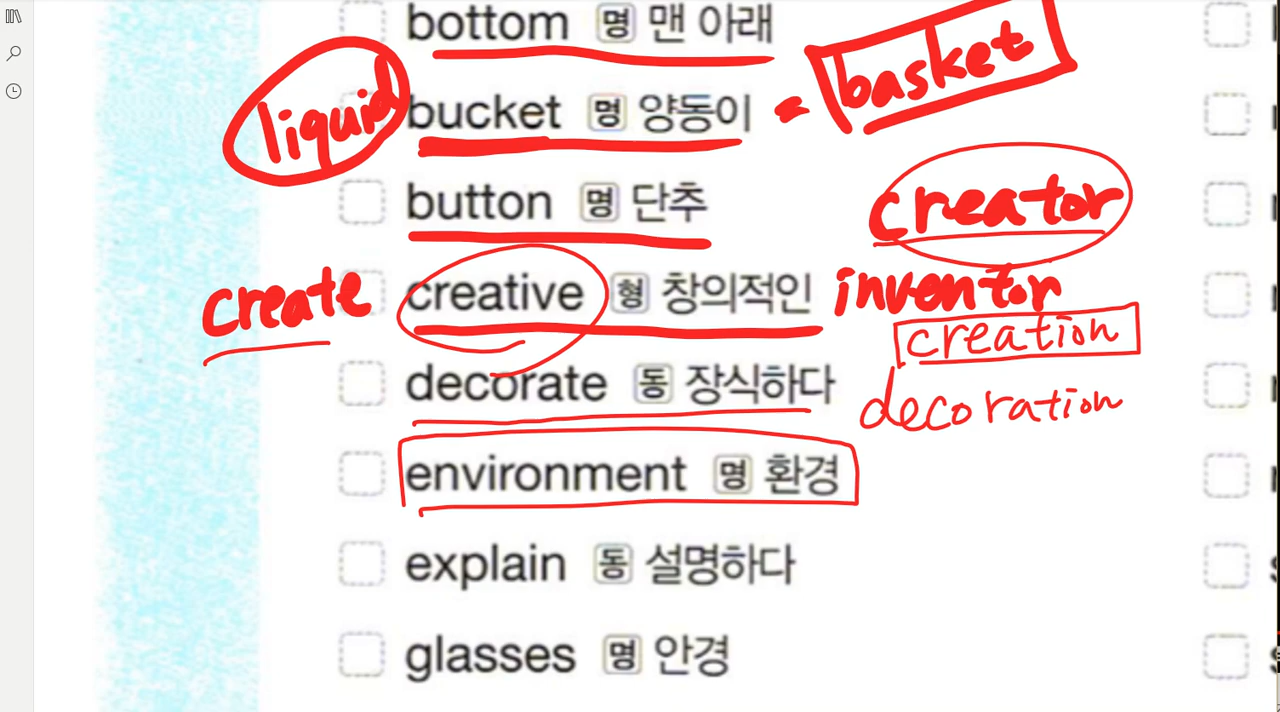 bottom 명 맨 아래
liquid bucket 명 양동이 = basket
button 명 단추 creator
create creative 형 창의적인 inventor
creation
decorate 동 장식하다 decoration
environment 명 환경
explain 동 설명하다
glasses 명 안경